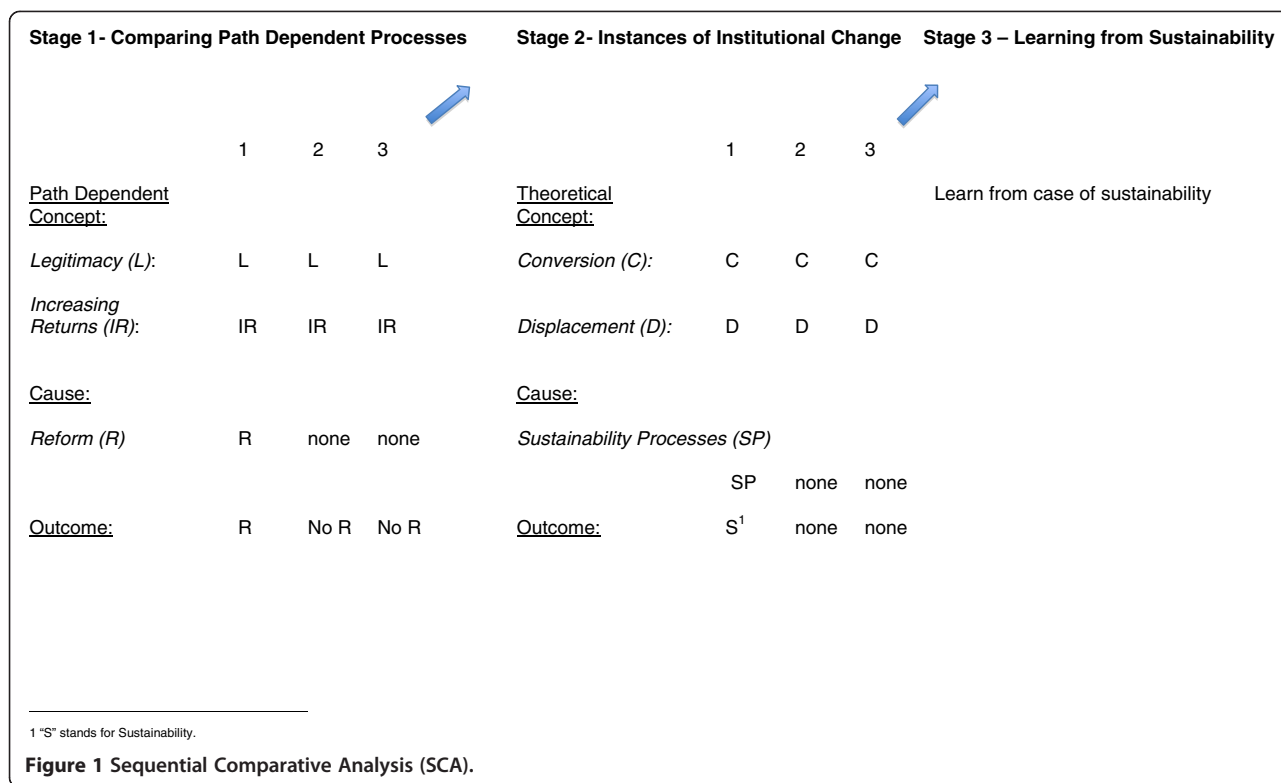 Stage 1- Comparing Path Dependent Processes
Stage 2- Instances of Institutional Change
Stage 3 – Learning from Sustainability
1 2 3
Path Dependent
Concept:
Legitimacy (L): L L L
Increasing
Returns (IR): IR IR IR
Cause:
Reform (R) R none none
Outcome: R No R No R
1 2 3
Theoretical
Concept:
Conversion (C): C C C
Displacement (D): D D D
Cause:
Sustainability Processes (SP)
SP none none
Outcome: S¹ none none
Learn from case of sustainability
1 “S” stands for Sustainability.
Figure 1 Sequential Comparative Analysis (SCA).